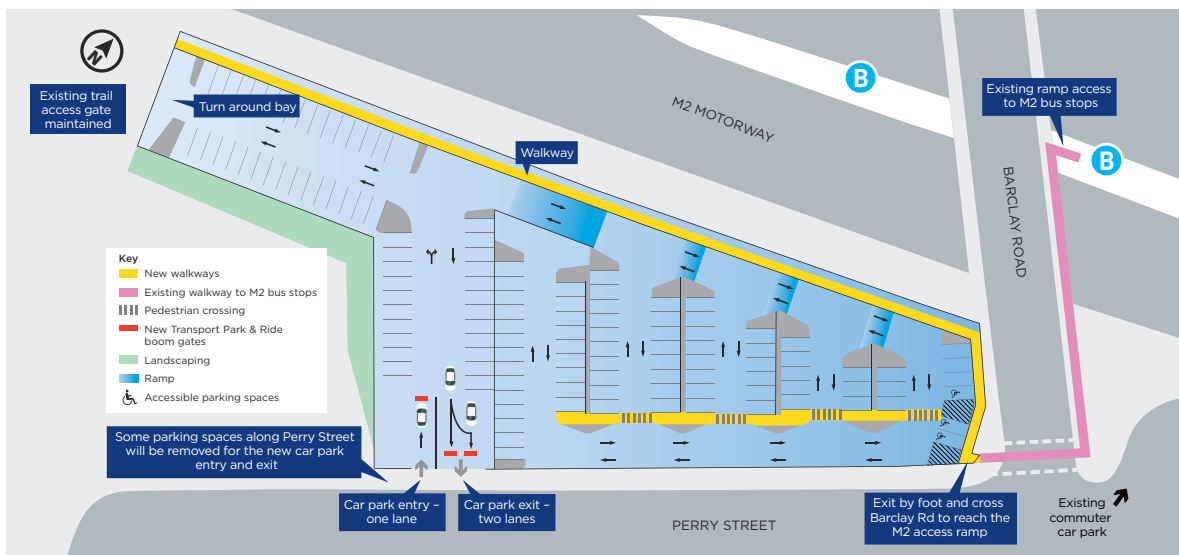 N
Existing trail
access gate
maintained
Turn around bay
Walkway
M2 MOTORWAY
B
Existing ramp access
to M2 bus stops
B
BARCLAY ROAD
Key
New walkways
Existing walkway to M2 bus stops
Pedestrian crossing
New Transport Park & Ride
boom gates
Landscaping
Ramp
Accessible parking spaces
Some parking spaces along Perry Street
will be removed for the new car park
entry and exit
Car park entry –
one lane
Car park exit –
two lanes
PERRY STREET
Exit by foot and cross
Barclay Rd to reach the
M2 access ramp
Existing
commuter
car park